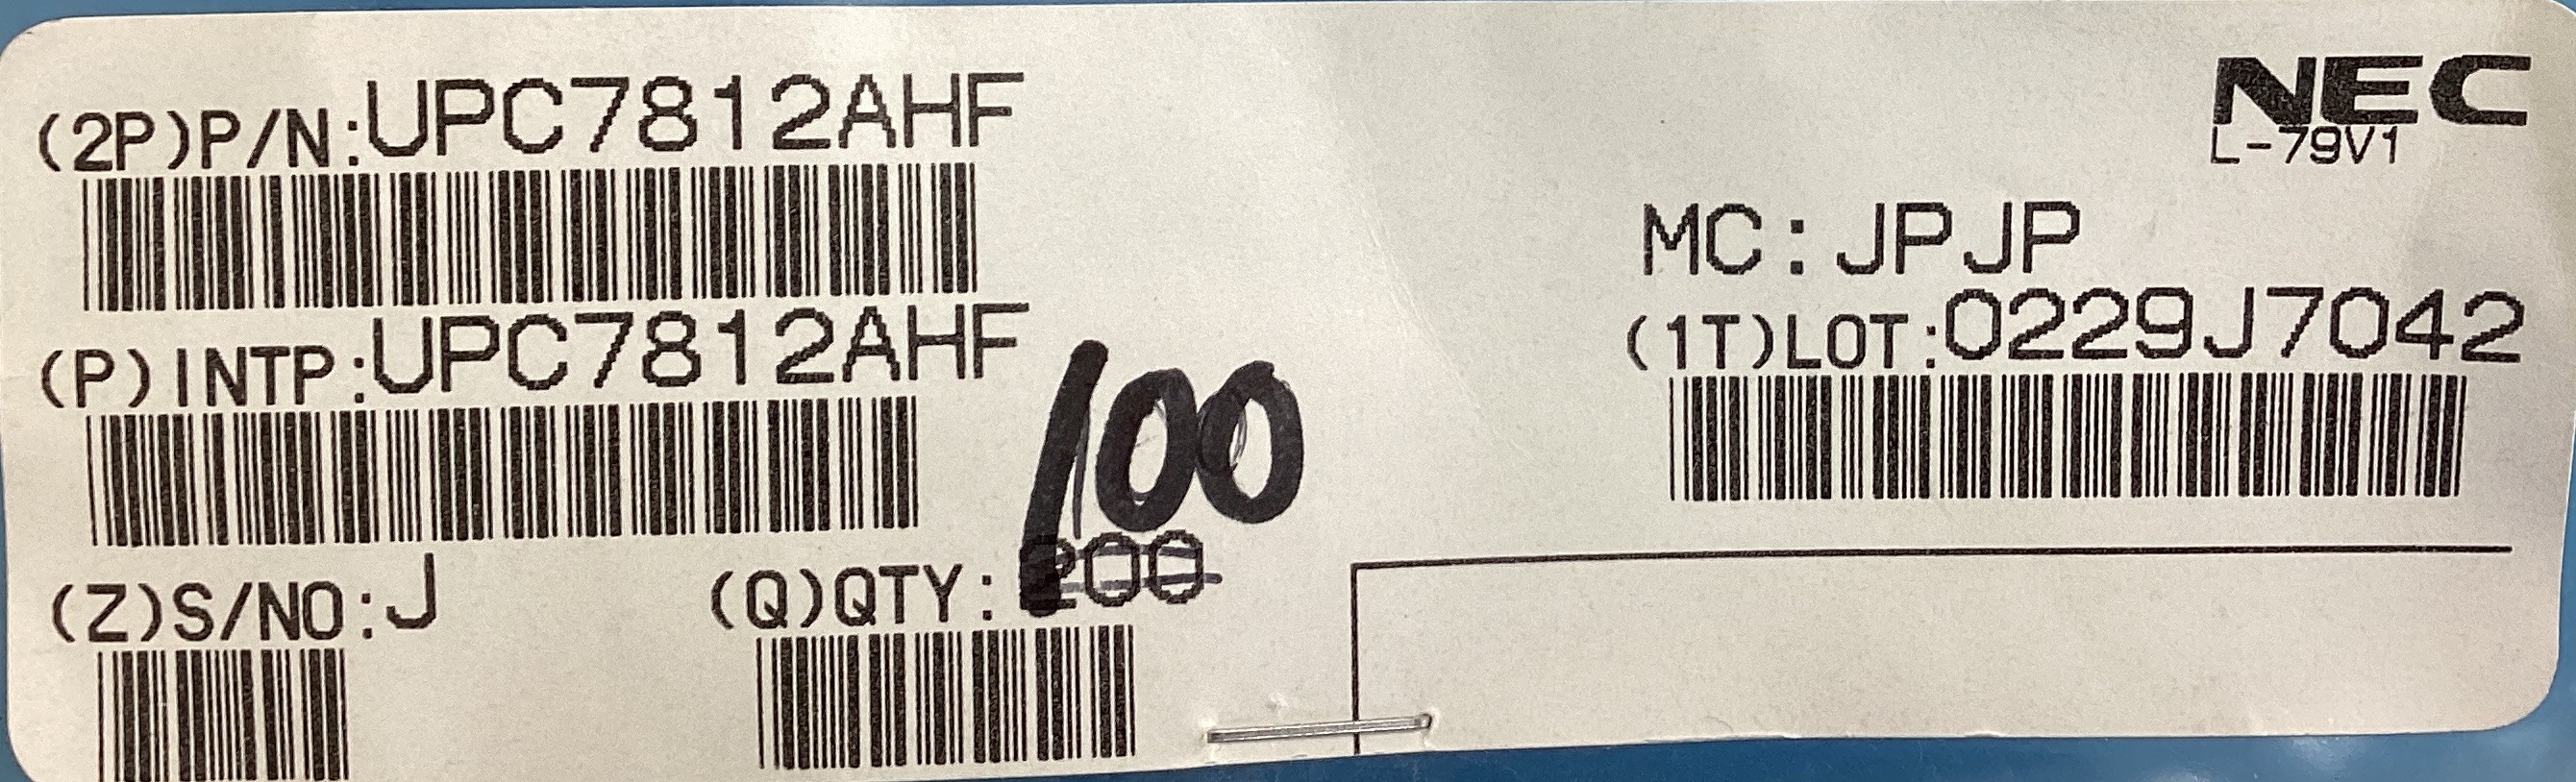 (2P)P/N:UPC7812AHF
(P)INTP:UPC7812AHF
100
(Z)S/NO:J
(Q)QTY:200
NEC
L-79V1
MC:JPJP
(1T)LOT:0229J7042